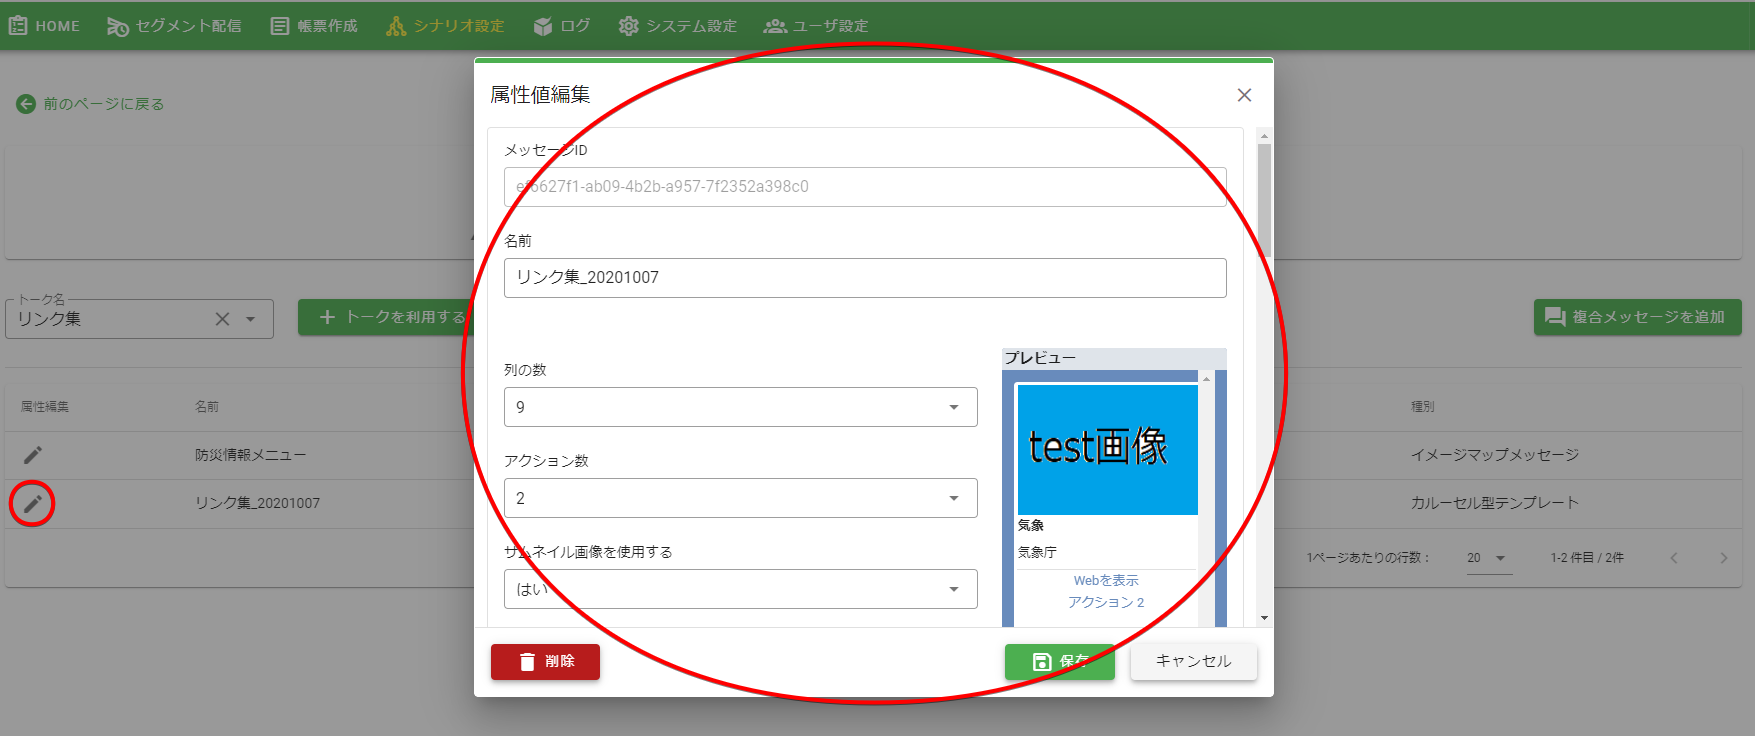 HOME セグメント配信 帳票作成 シナリオ設定 ログ システム設定 ユーザ設定
前のページに戻る
トーク名
リンク集
トークを利用する
複合メッセージを追加
属性編集 名前 種別
防災情報メニュー イメージマップメッセージ
リンク集_20201007 カルーセル型テンプレート
1ページあたりの行数： 20 1-2 件目 / 2件
属性値編集
メッセージID
ef6627f1-ab09-4b2b-a957-7f2352a398c0
名前
リンク集_20201007
列の数
9
アクション数
2
サムネイル画像を使用する
はい
プレビュー
test画像
気象
気象庁
Webを表示
アクション 2
削除 保存 キャンセル